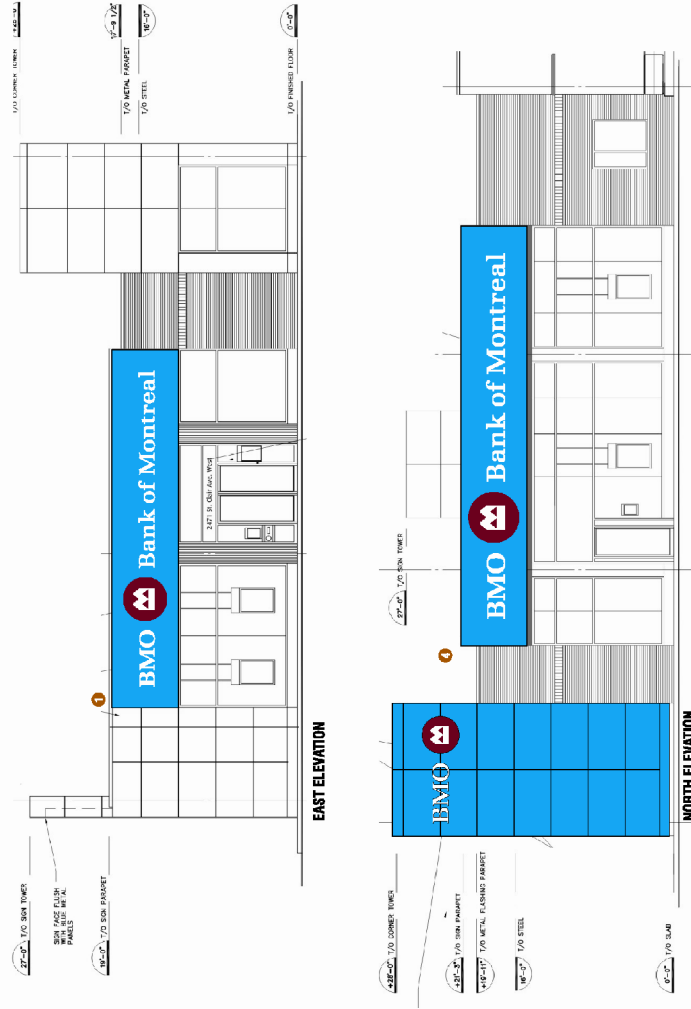 17'-9 1/2"
16'-0"
0'-0"
T/O CORNER TOWER
T/O METAL PARAPET
T/O STEEL
T/O FINISHED FLOOR
BMO Bank of Montreal
2471 St. Clair Ave. West
1
EAST ELEVATION
27'-0" T/O SIGN TOWER
SIGN FACE FLUSH
WITH BLUE METAL
PANELS
19'-0" T/O SIGN PARAPET
BMO Bank of Montreal
27'-0" T/O SIGN TOWER
4
BMO
NORTH ELEVATION
+28'-0" T/O CORNER TOWER
+21'-3" T/O SIGN PARAPET
+19'-11" T/O METAL FLASHING PARAPET
16'-0" T/O STEEL
0'-0" T/O SLAB